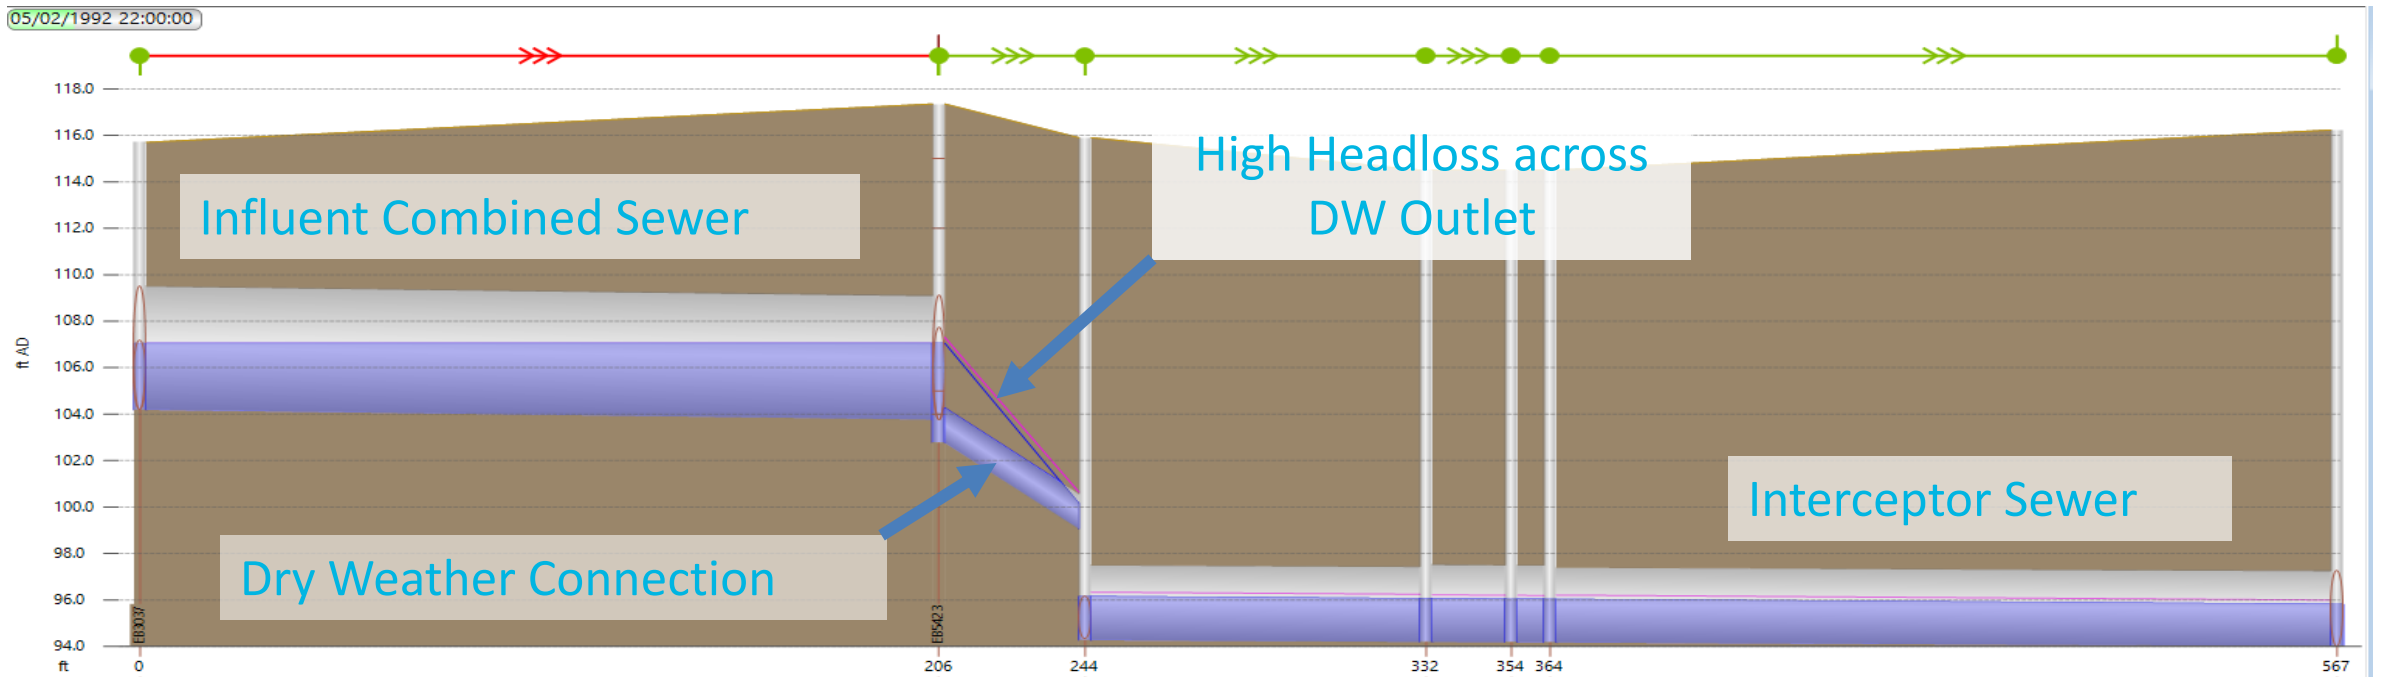 05/02/1992 22:00:00
118.0
116.0
High Headloss across
114.0
Influent Combined Sewer
DW Outlet
112.0
110.0
108.0
ft AD
106.0
104.0
102.0
100.0
Interceptor Sewer
98.0
Dry Weather Connection
96.0
EB3037
EB5423
94.0
ft 0 206 244 332 354 364 567